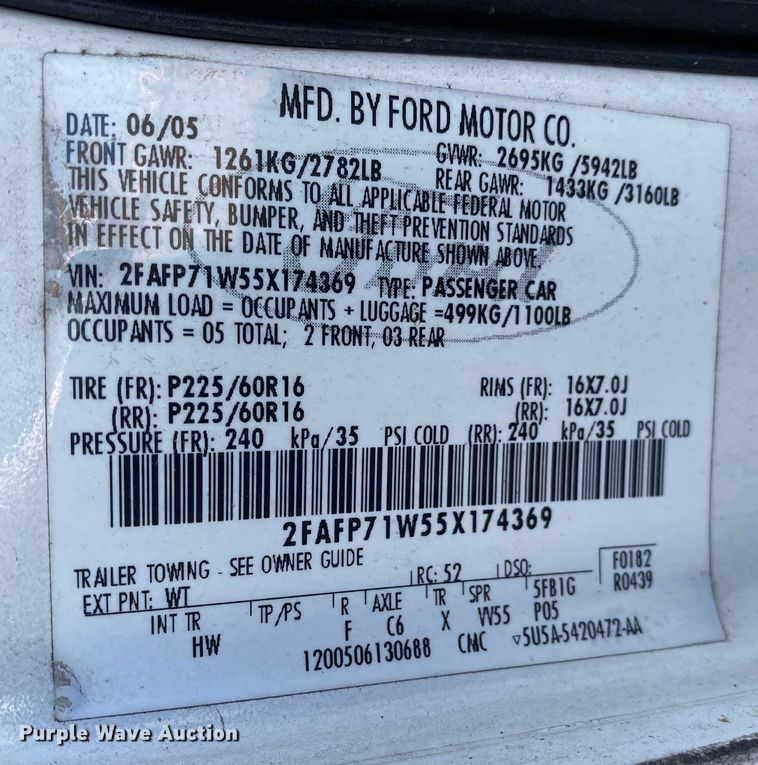 MFD. BY FORD MOTOR CO.
DATE: 06/05 GVWR: 2695KG/5942LB
FRONT GAWR: 1261KG/2782LB REAR GAWR: 1433KG/3160LB
THIS VEHICLE CONFORMS TO ALL APPLICABLE FEDERAL MOTOR
VEHICLE SAFETY, BUMPER, AND THEFT PREVENTION STANDARDS
IN EFFECT ON THE DATE OF MANUFACTURE SHOWN ABOVE.
VIN: 2FAFP71W55X174369 TYPE: PASSENGER CAR
MAXIMUM LOAD = OCCUPANTS + LUGGAGE =499KG/1100LB
OCCUPANTS = 05 TOTAL; 2 FRONT, 03 REAR
TIRE (FR): P225/60R16 RIMS (FR): 16X7.0J
(RR): P225/60R16 (RR): 16X7.0J
PRESSURE (FR): 240 kPa/35 PSI COLD (RR): 240 kPa/35 PSI COLD
2FAFP71W55X174369
TRAILER TOWING - SEE OWNER GUIDE
EXT PNT: WT RC: 52 DSO: F0182
R0439
INT TR TP/PS R AXLE TR SPR 5FB1G
HW F C6 X VV55 P05
1200506130688 CMC ▿5U5A-5420472-AA
Purple Wave Auction